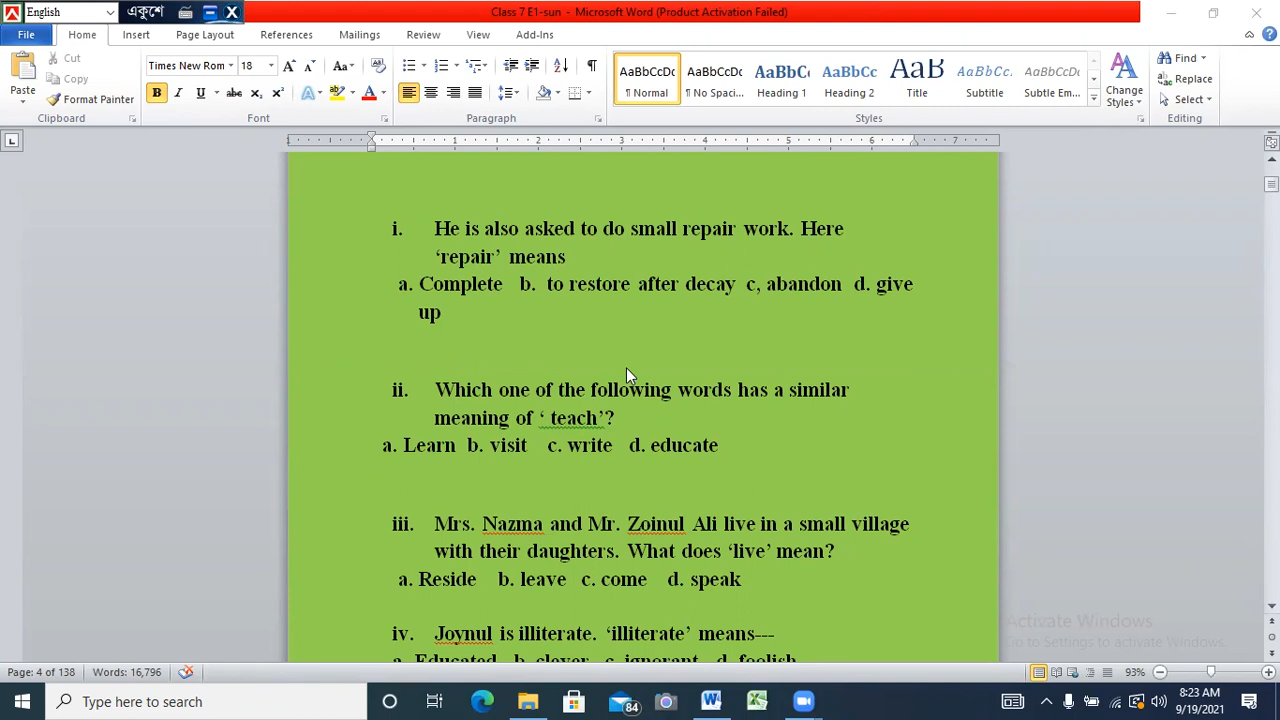 English
একুশে
Class 7 E1-sun - Microsoft Word (Product Activation Failed)
File Home Insert Page Layout References Mailings Review View Add-Ins
Paste
Cut
Copy
Format Painter
Clipboard
Times New Rom 18
Font
Paragraph
AaBbCcDc AaBbCcDc AaBbCc AaBbCc AaB AaBbCcL AaBbCcDc
¶ Normal ¶ No Spaci... Heading 1 Heading 2 Title Subtitle Subtle Em...
Change
Styles
Styles
Find
Replace
Select
Editing
i. He is also asked to do small repair work. Here
‘repair’ means
a. Complete b. to restore after decay c, abandon d. give
up
ii. Which one of the following words has a similar
meaning of ‘ teach’?
a. Learn b. visit c. write d. educate
iii. Mrs. Nazma and Mr. Zoinul Ali live in a small village
with their daughters. What does ‘live’ mean?
a. Reside b. leave c. come d. speak
iv. Joynul is illiterate. ‘illiterate’ means---
a. Educated b. clever c. ignorant d. foolish
Activate Windows
Go to Settings to activate Windows.
Page: 4 of 138 Words: 16,796 93%
Type here to search
84
8:23 AM
9/19/2021